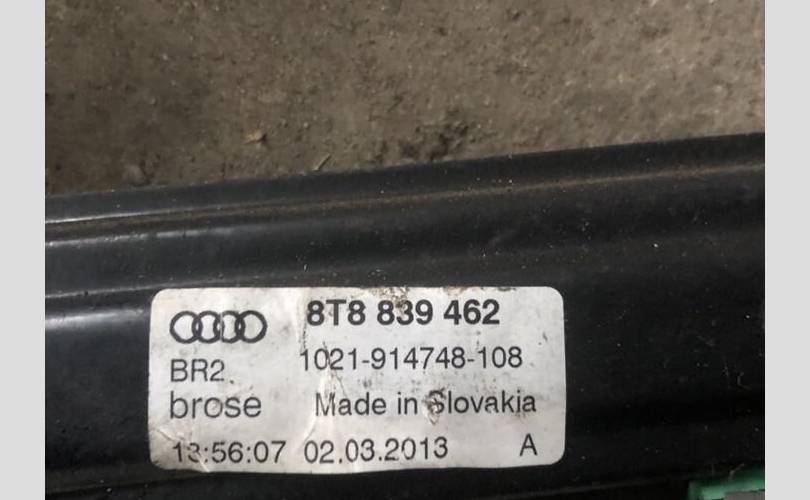 8T8 839 462
BR2 1021-914748-108
brose Made in Slovakia
13:56:07 02.03.2013 A